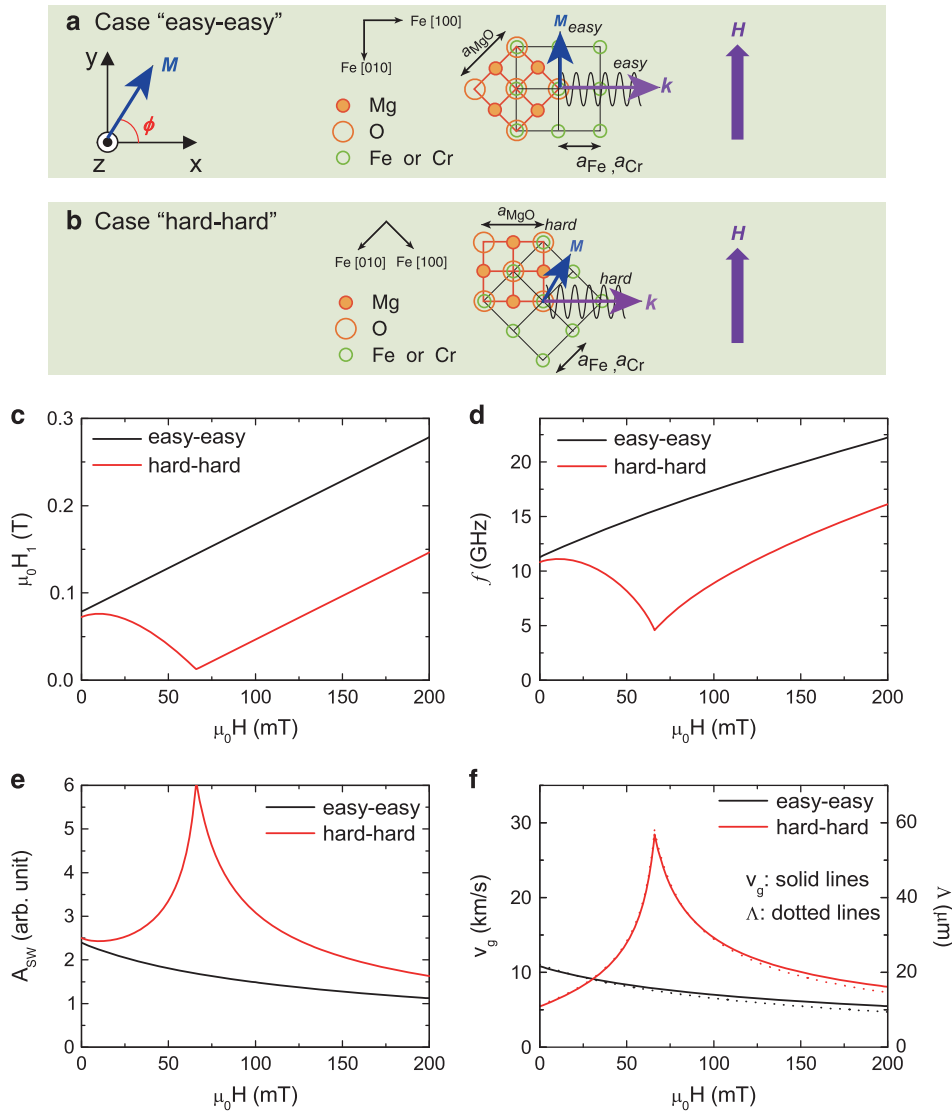 a Case "easy-easy"
y
M
ϕ
z
x
Fe [100]
Fe [010]
Mg
O
Fe or Cr
a_MgO
M
easy
easy
k
a_Fe ,a_Cr
H
b Case "hard-hard"
Fe [010] Fe [100]
Mg
O
Fe or Cr
a_MgO
hard
M
hard
k
a_Fe ,a_Cr
H
c
0.3
0.2
0.1
0.0
μ₀H₁ (T)
easy-easy
hard-hard
0 50 100 150 200
μ₀H (mT)
d
20
15
10
5
0
f (GHz)
easy-easy
hard-hard
0 50 100 150 200
μ₀H (mT)
e
6
5
4
3
2
1
0
A_SW (arb. unit)
easy-easy
hard-hard
0 50 100 150 200
μ₀H (mT)
f
30
20
10
0
v_g (km/s)
easy-easy
hard-hard
v_g: solid lines
Λ: dotted lines
60
40
20
0
Λ (μm)
0 50 100 150 200
μ₀H (mT)